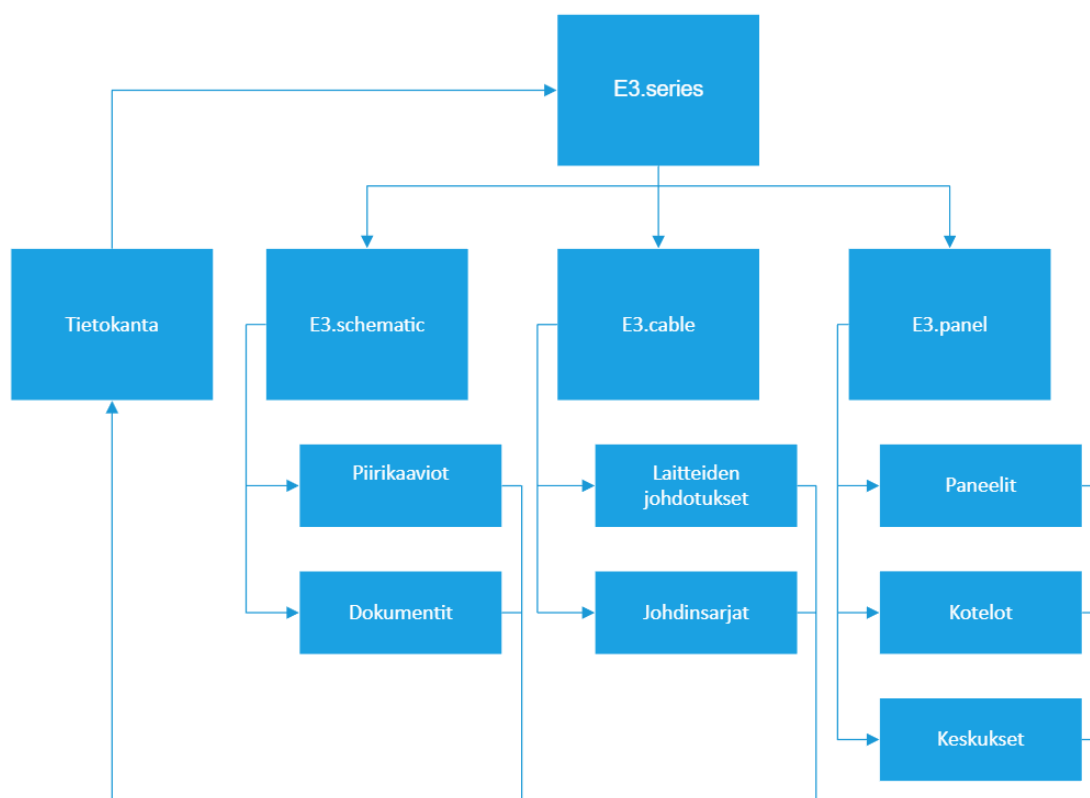 E3.series
Tietokanta
E3.schematic
E3.cable
E3.panel
Piirikaaviot
Laitteiden
johdotukset
Paneelit
Dokumentit
Johdinsarjat
Kotelot
Keskukset